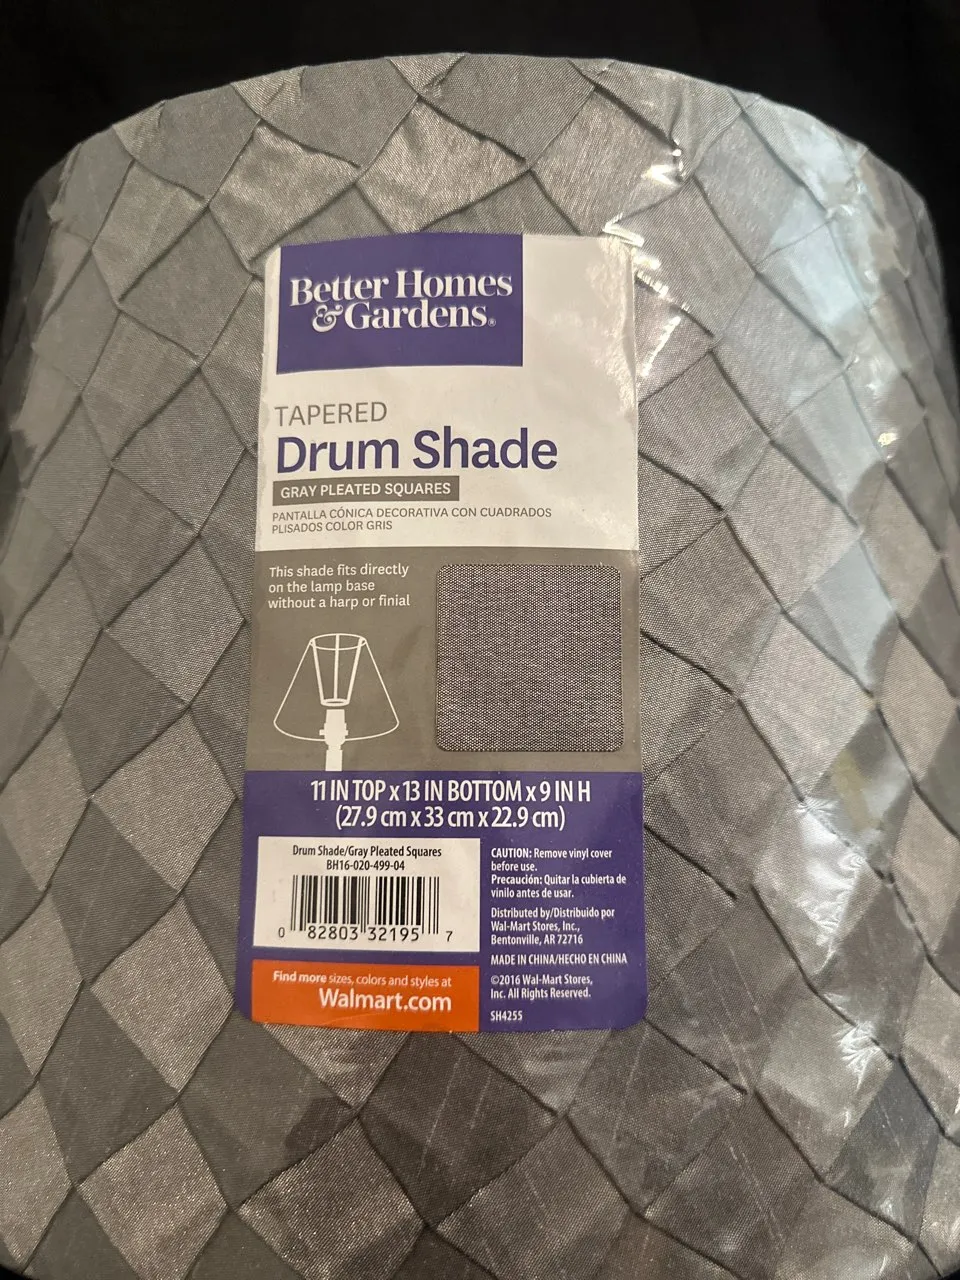 Better Homes
& Gardens®
TAPERED
Drum Shade
GRAY PLEATED SQUARES
PANTALLA CÓNICA DECORATIVA CON CUADRADOS
PLISADOS COLOR GRIS
This shade fits directly
on the lamp base
without a harp or finial
11 IN TOP x 13 IN BOTTOM x 9 IN H
(27.9 cm x 33 cm x 22.9 cm)
Drum Shade/Gray Pleated Squares
BH16-020-499-04
0 82803 32195 7
Find more sizes, colors and styles at
Walmart.com
CAUTION: Remove vinyl cover
before use.
Precaución: Quitar la cubierta de
vinilo antes de usar.
Distributed by/Distribuido por
Wal-Mart Stores, Inc.,
Bentonville, AR 72716
MADE IN CHINA/HECHO EN CHINA
©2016 Wal-Mart Stores,
Inc. All Rights Reserved.
SH4255